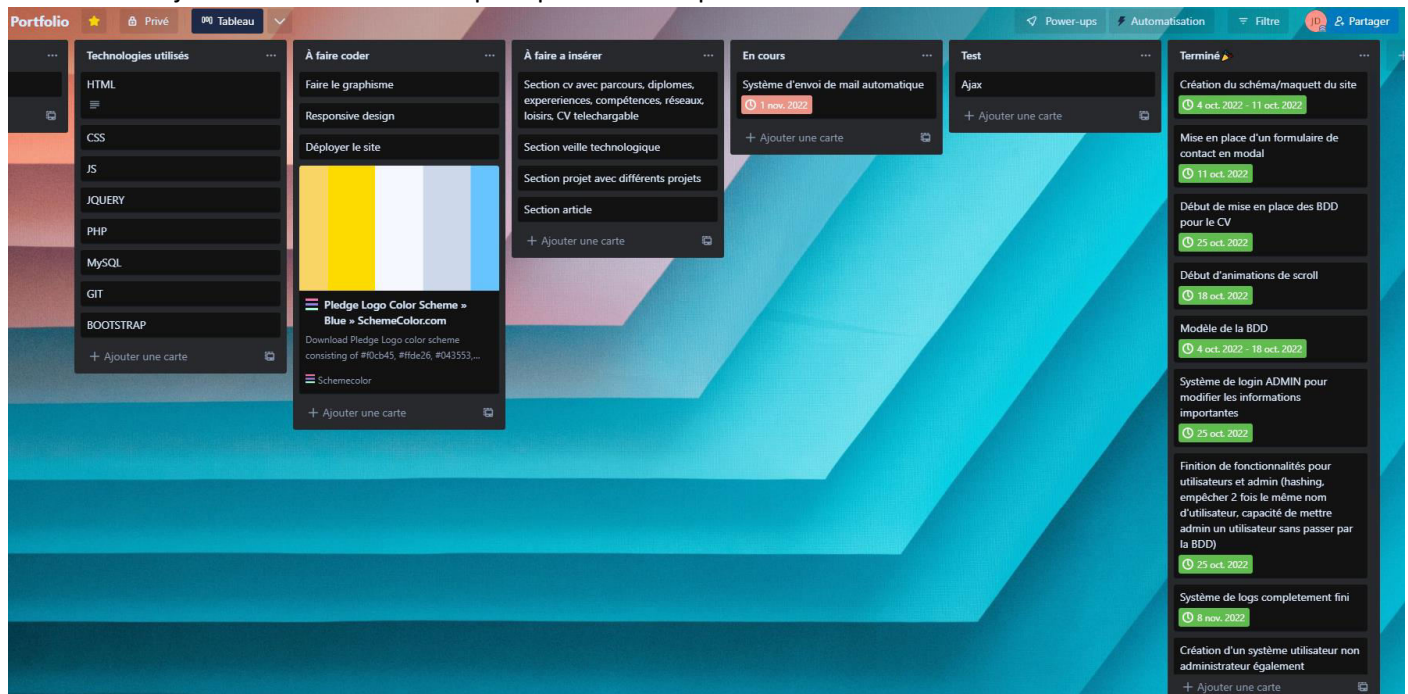 Portfolio
Privé
Tableau
Power-ups
Automatisation
Filtre
JD
Partager
Technologies utilisés
HTML
CSS
JS
JQUERY
PHP
MySQL
GIT
BOOTSTRAP
+ Ajouter une carte
À faire coder
Faire le graphisme
Responsive design
Déployer le site
Pledge Logo Color Scheme »
Blue » SchemeColor.com
Download Pledge Logo color scheme
consisting of #f0cb45, #ffde26, #043553,...
Schemecolor
+ Ajouter une carte
À faire a insérer
Section cv avec parcours, diplomes,
expereriences, compétences, réseaux,
loisirs, CV telechargable
Section veille technologique
Section projet avec différents projets
Section article
+ Ajouter une carte
En cours
Système d'envoi de mail automatique
1 nov. 2022
+ Ajouter une carte
Test
Ajax
+ Ajouter une carte
Terminé
Création du schéma/maquett du site
4 oct. 2022 - 11 oct. 2022
Mise en place d'un formulaire de
contact en modal
11 oct. 2022
Début de mise en place des BDD
pour le CV
25 oct. 2022
Début d'animations de scroll
18 oct. 2022
Modèle de la BDD
4 oct. 2022 - 18 oct. 2022
Système de login ADMIN pour
modifier les informations
importantes
25 oct. 2022
Finition de fonctionnalités pour
utilisateurs et admin (hashing,
empêcher 2 fois le même nom
d'utilisateur, capacité de mettre
admin un utilisateur sans passer par
la BDD)
25 oct. 2022
Système de logs completement fini
8 nov. 2022
Création d'un système utilisateur non
administrateur également
+ Ajouter une carte